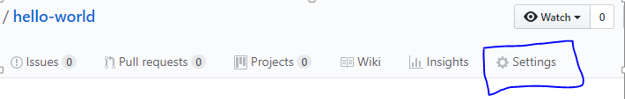 / hello-world Watch 0
Issues 0 Pull requests 0 Projects 0 Wiki Insights Settings